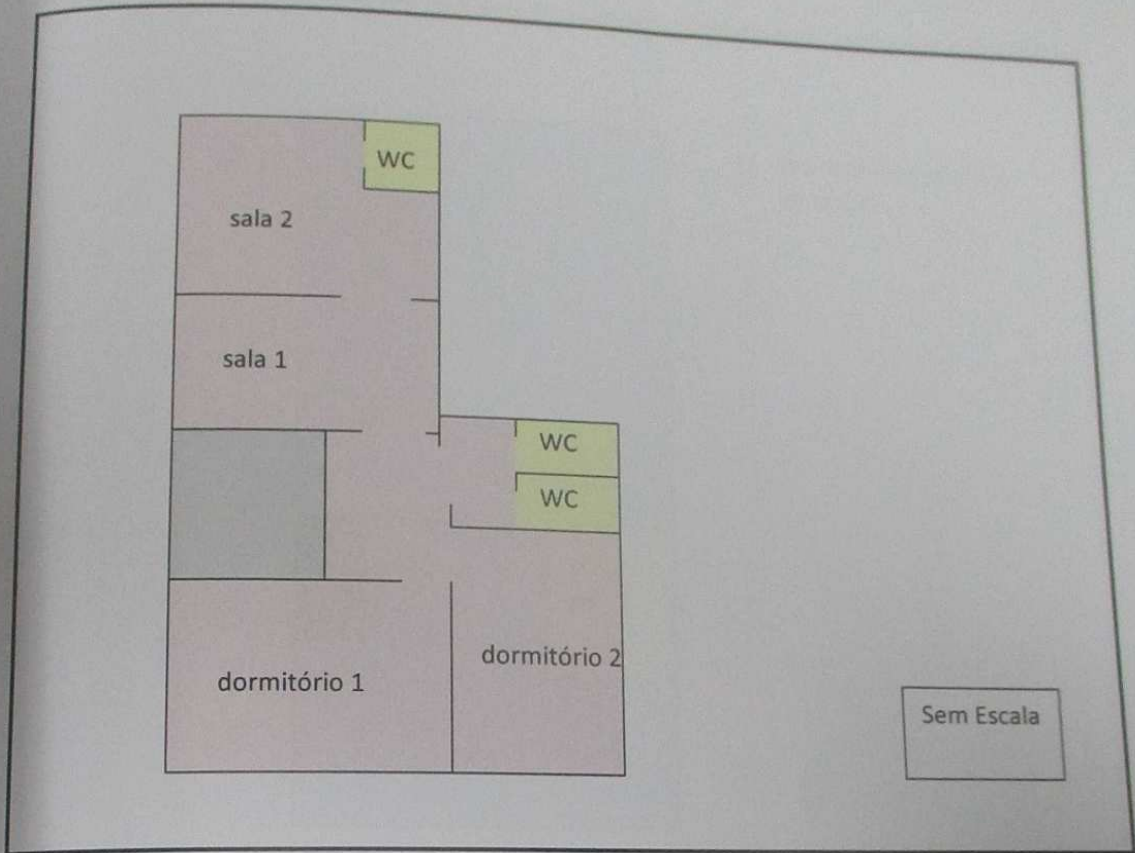 WC
sala 2
sala 1
WC
WC
dormitório 2
dormitório 1
Sem Escala